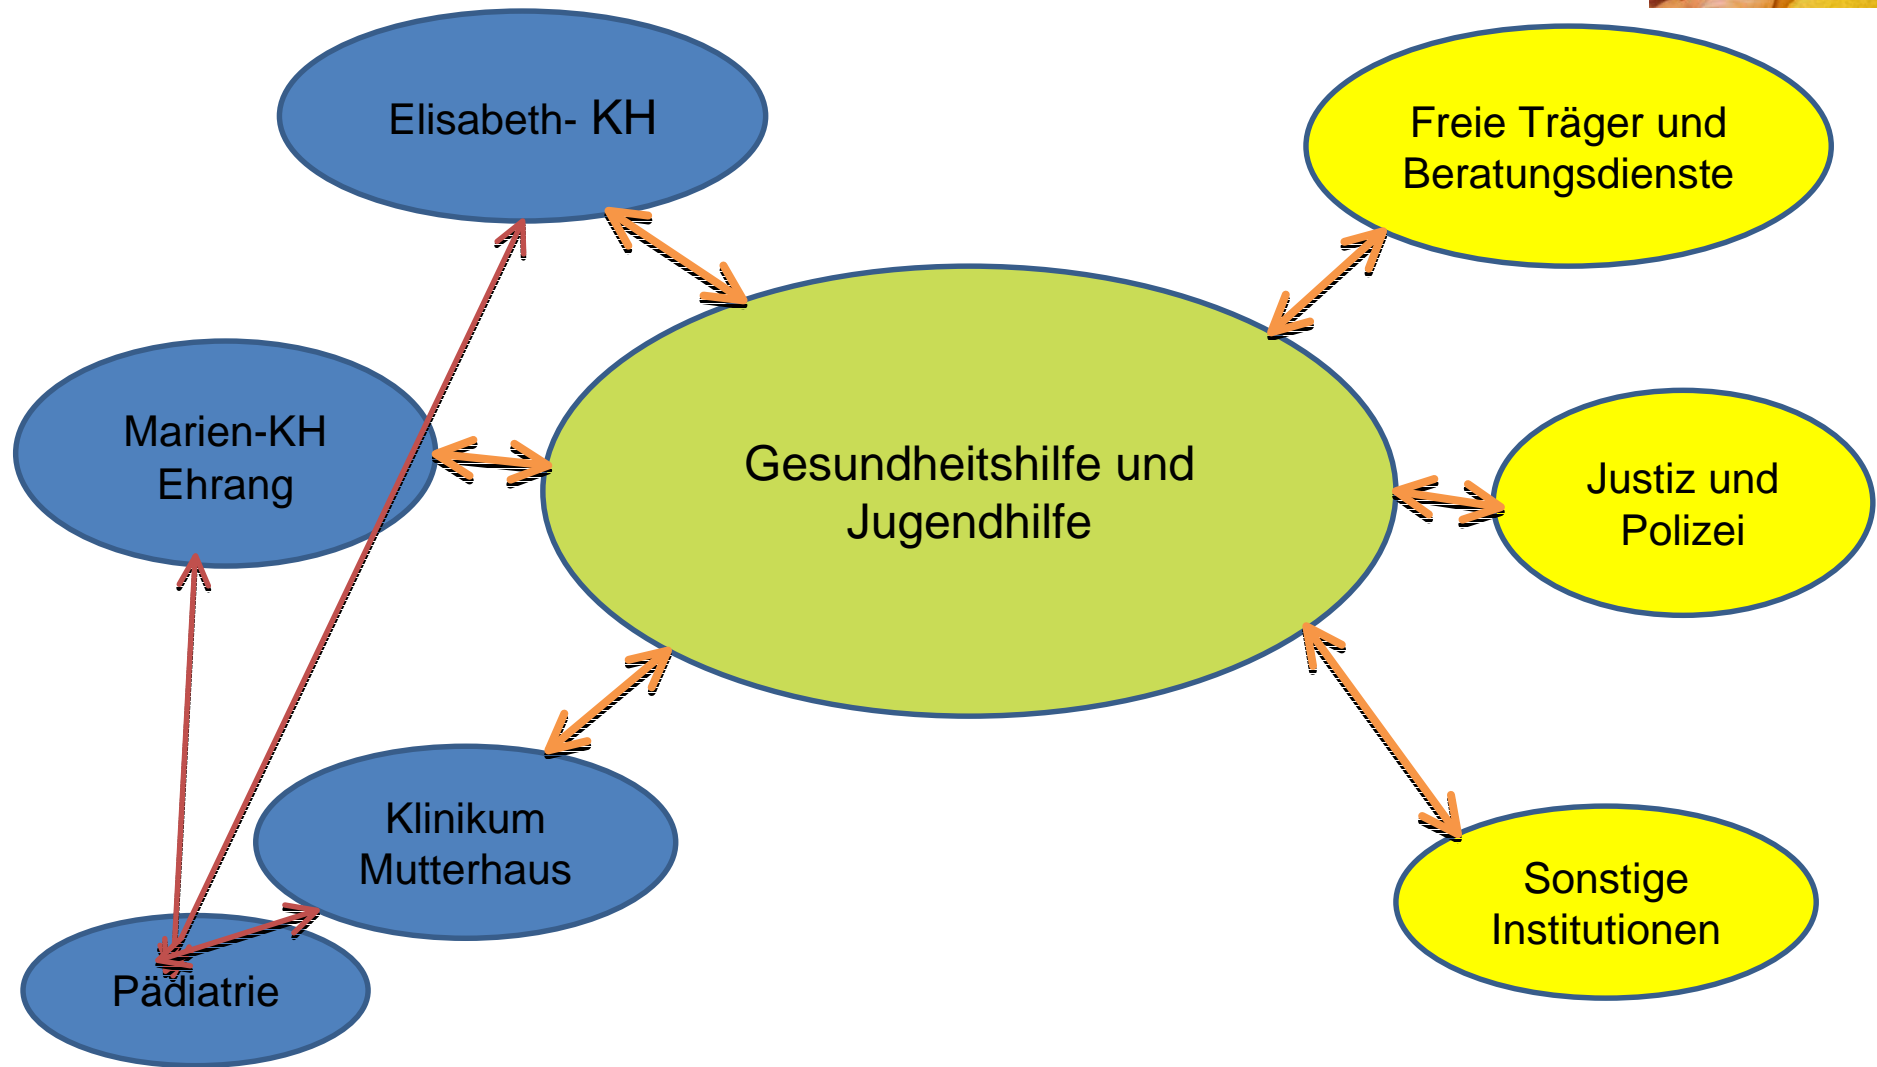 Elisabeth- KH
Freie Träger und
Beratungsdienste
Marien-KH
Ehrang
Gesundheitshilfe und
Jugendhilfe
Justiz und
Polizei
Klinikum
Mutterhaus
Sonstige
Institutionen
Pädiatrie